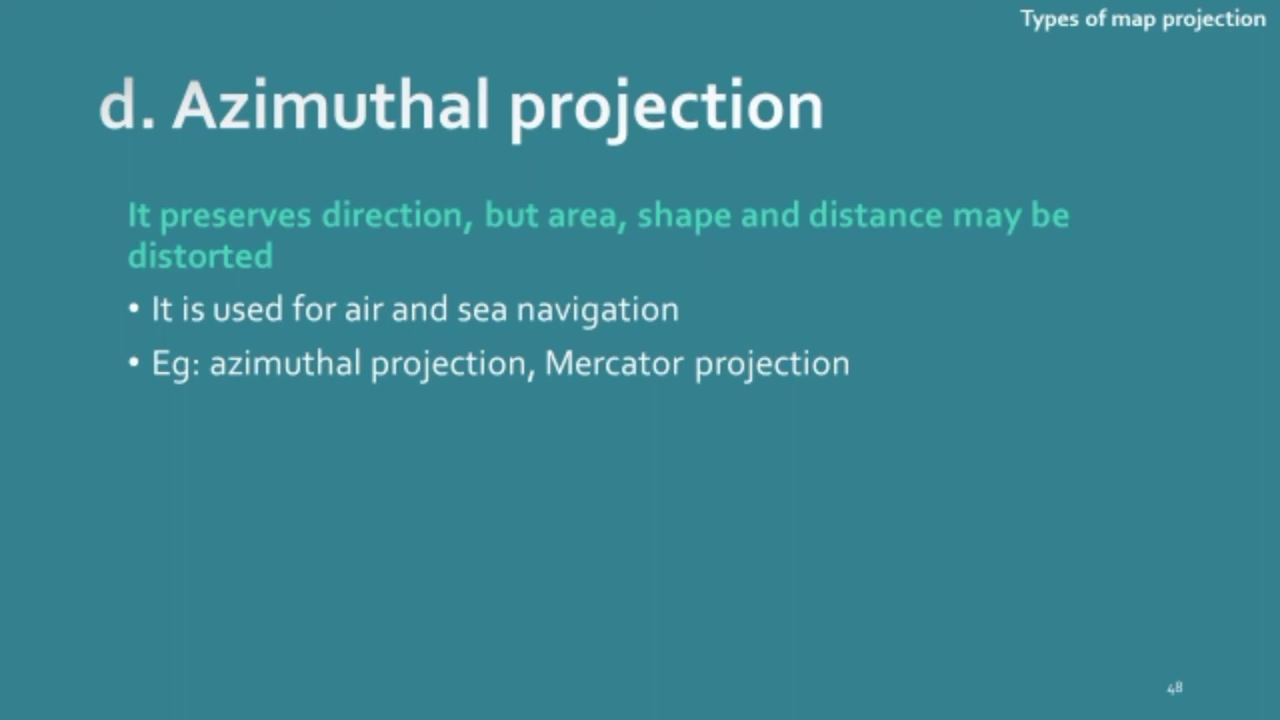 Types of map projection
d. Azimuthal projection
It preserves direction, but area, shape and distance may be
distorted
• It is used for air and sea navigation
• Eg: azimuthal projection, Mercator projection
48